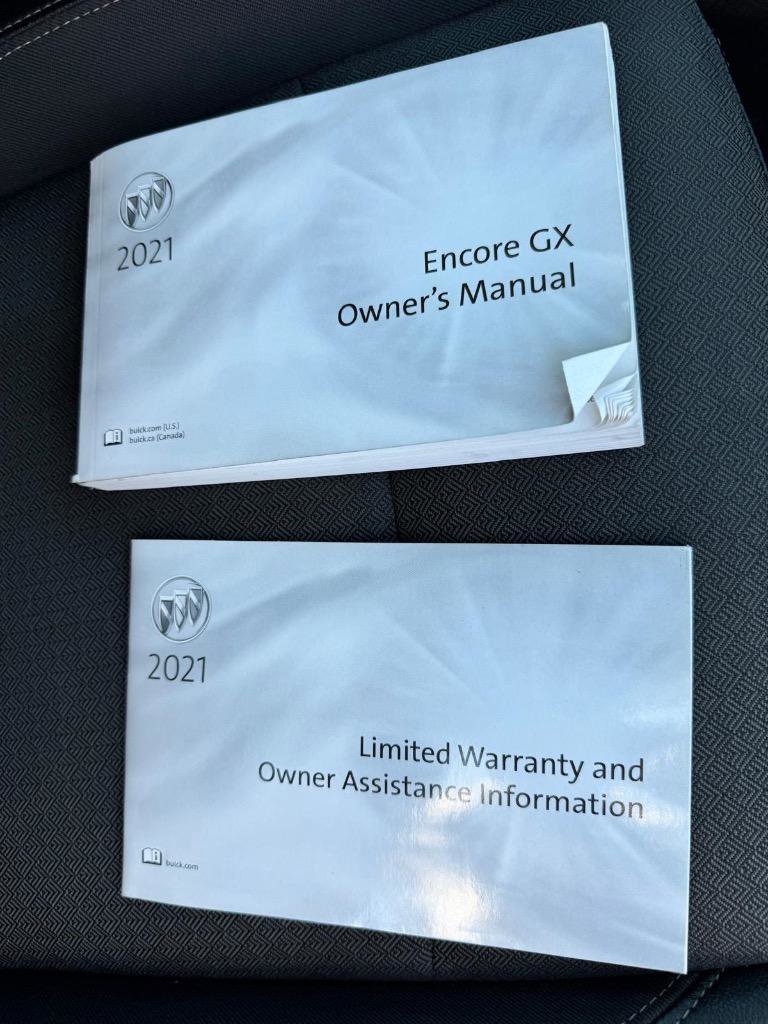 2021
Encore GX
Owner's Manual
buick.com (U.S.)
buick.ca (Canada)
2021
Limited Warranty and
Owner Assistance Information
buick.com